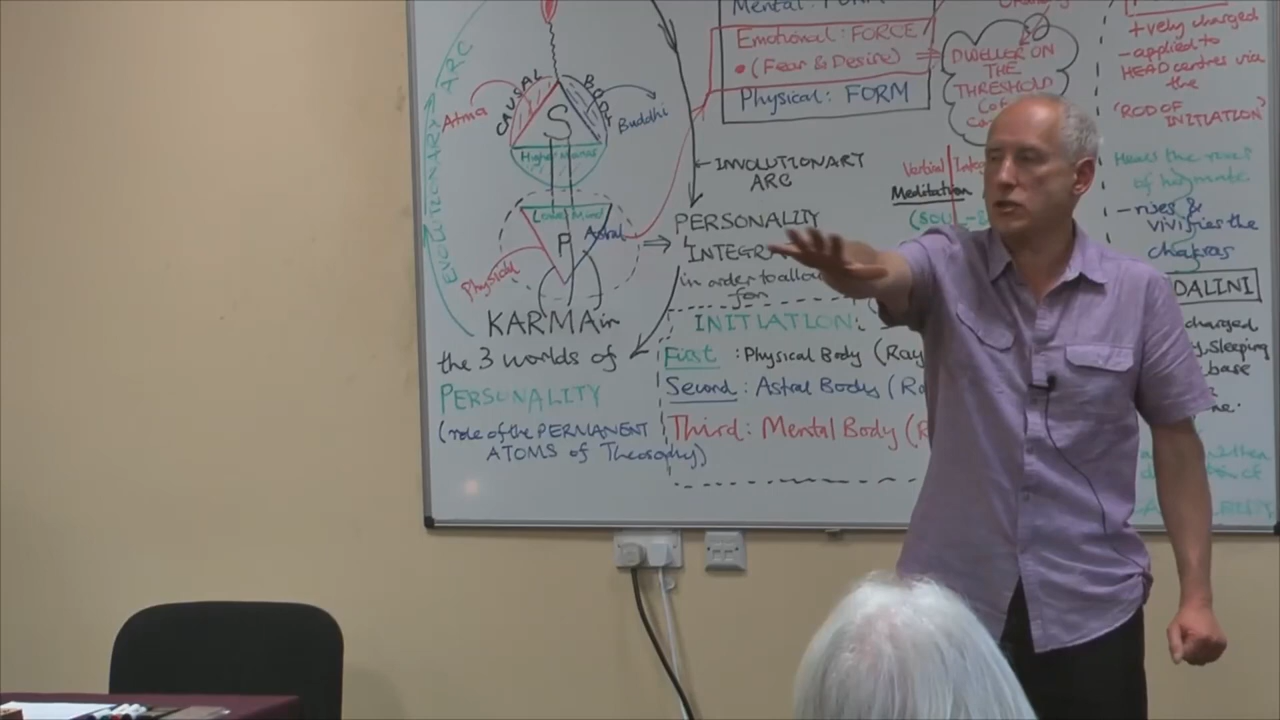 EVOLUTIONARY ARC
CAUSAL BODY
Atma
S
Buddhi
Higher Manas
Lower
P
Astral
Physical
KARMA in
the 3 worlds of
PERSONALITY
(role of the PERMANENT
ATOMS of Theosophy)
Mental: FORM
Emotional: FORCE
• (Fear & Desire) ⇒
Physical: FORM
← INVOLUTIONARY
ARC
PERSONALITY
in order to allow
for
INITIATION:
First : Physical Body (Ray
Second : Astral Body (
Third: Mental Body (
DWELLER ON
THE
THRESHOLD
Vertical
Meditation
+vely charged
- applied to
HEAD centres via
the
'ROD OF
INITIATION'
- rises &
vivifies the
chakras
DALINI
charged
sleeping
base